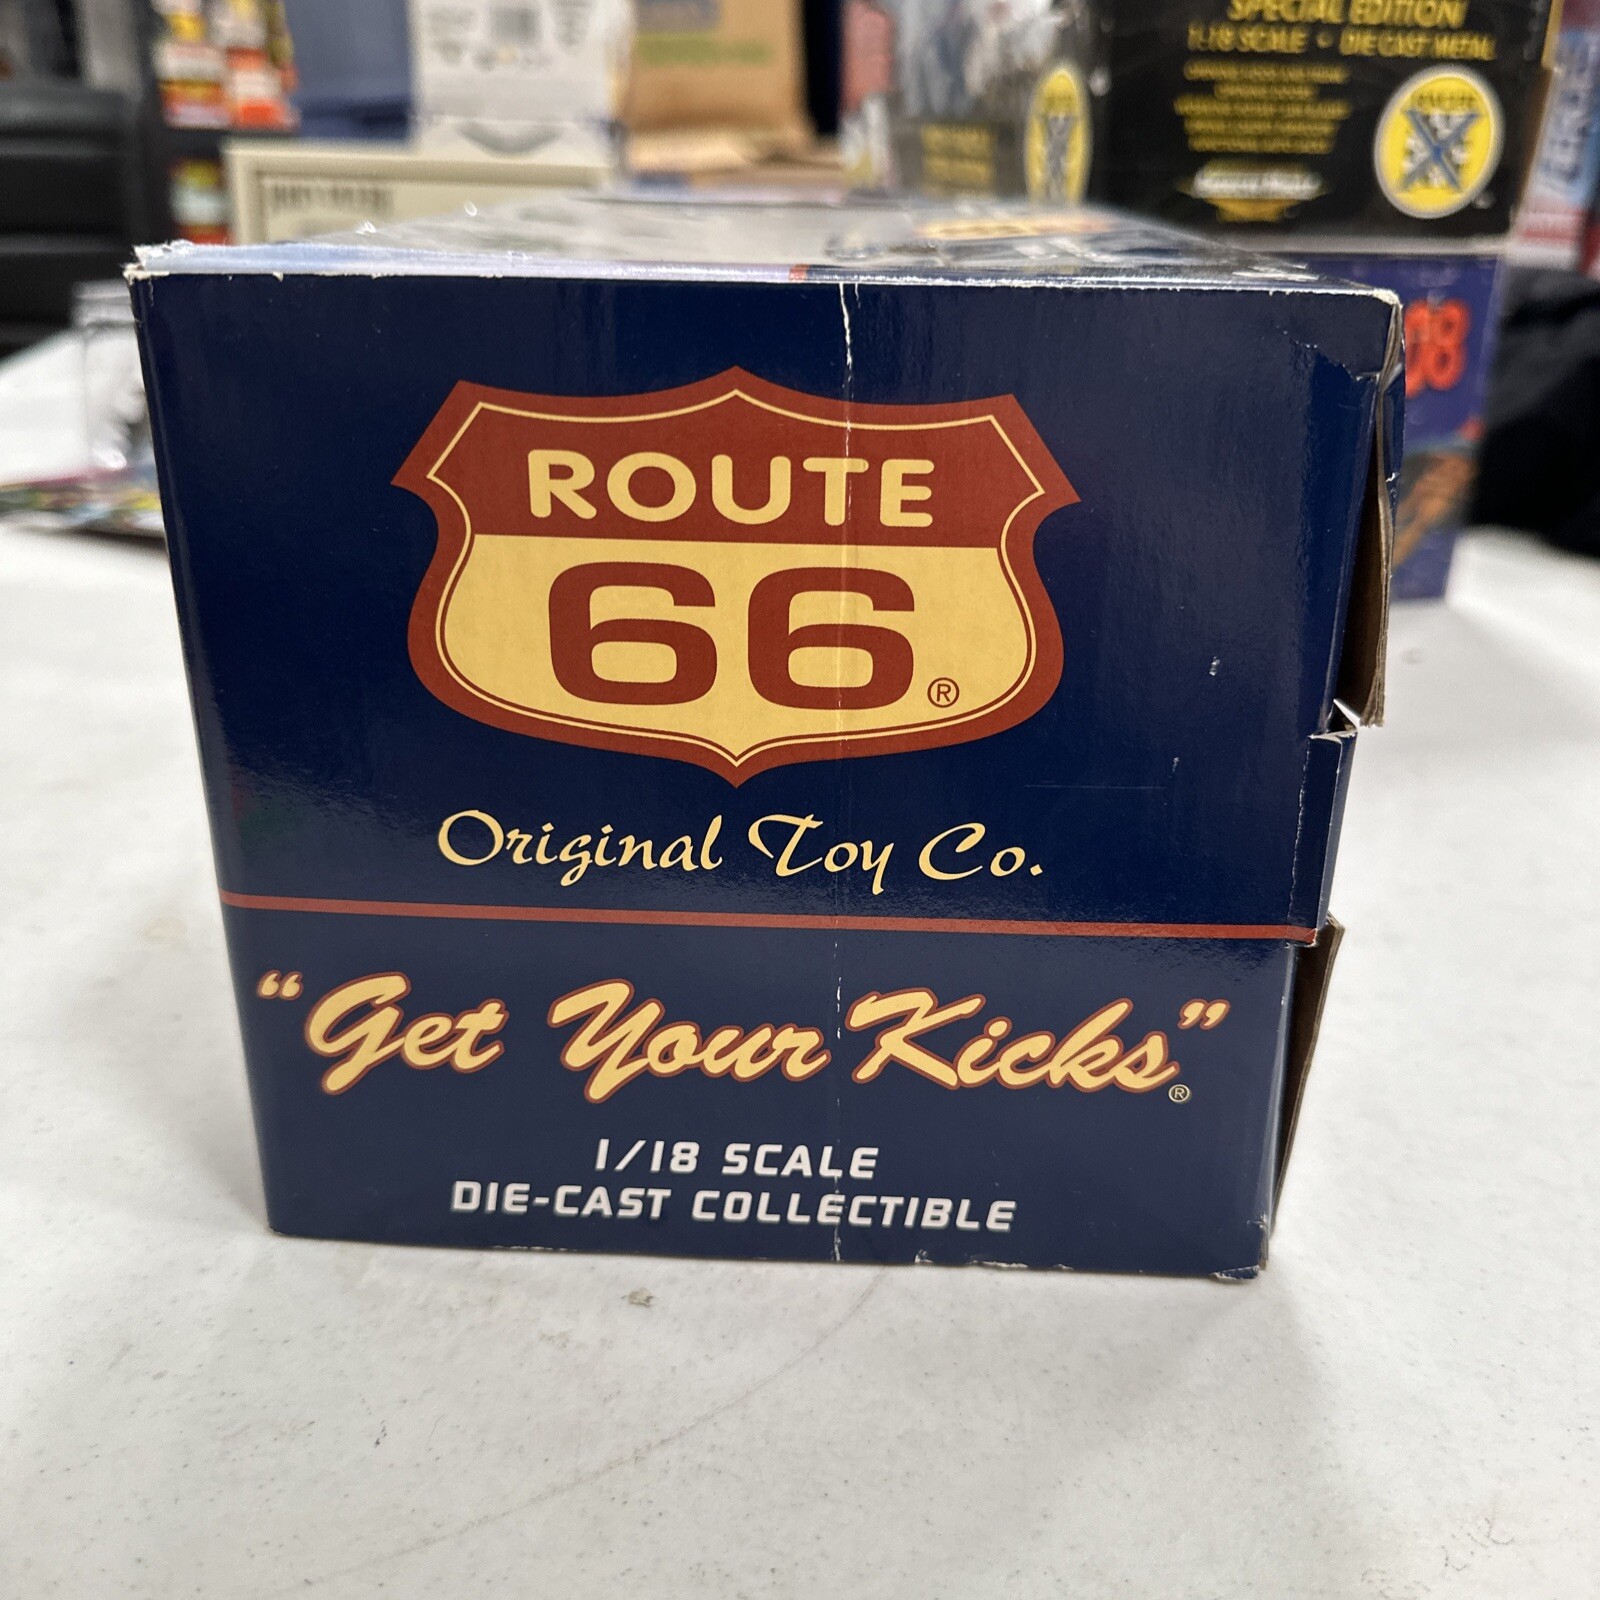 SPECIAL EDITION
1:18 SCALE • DIE CAST METAL
ROUTE
66®
Original Toy Co.
"Get Your Kicks"®
1/18 SCALE
DIE-CAST COLLECTIBLE